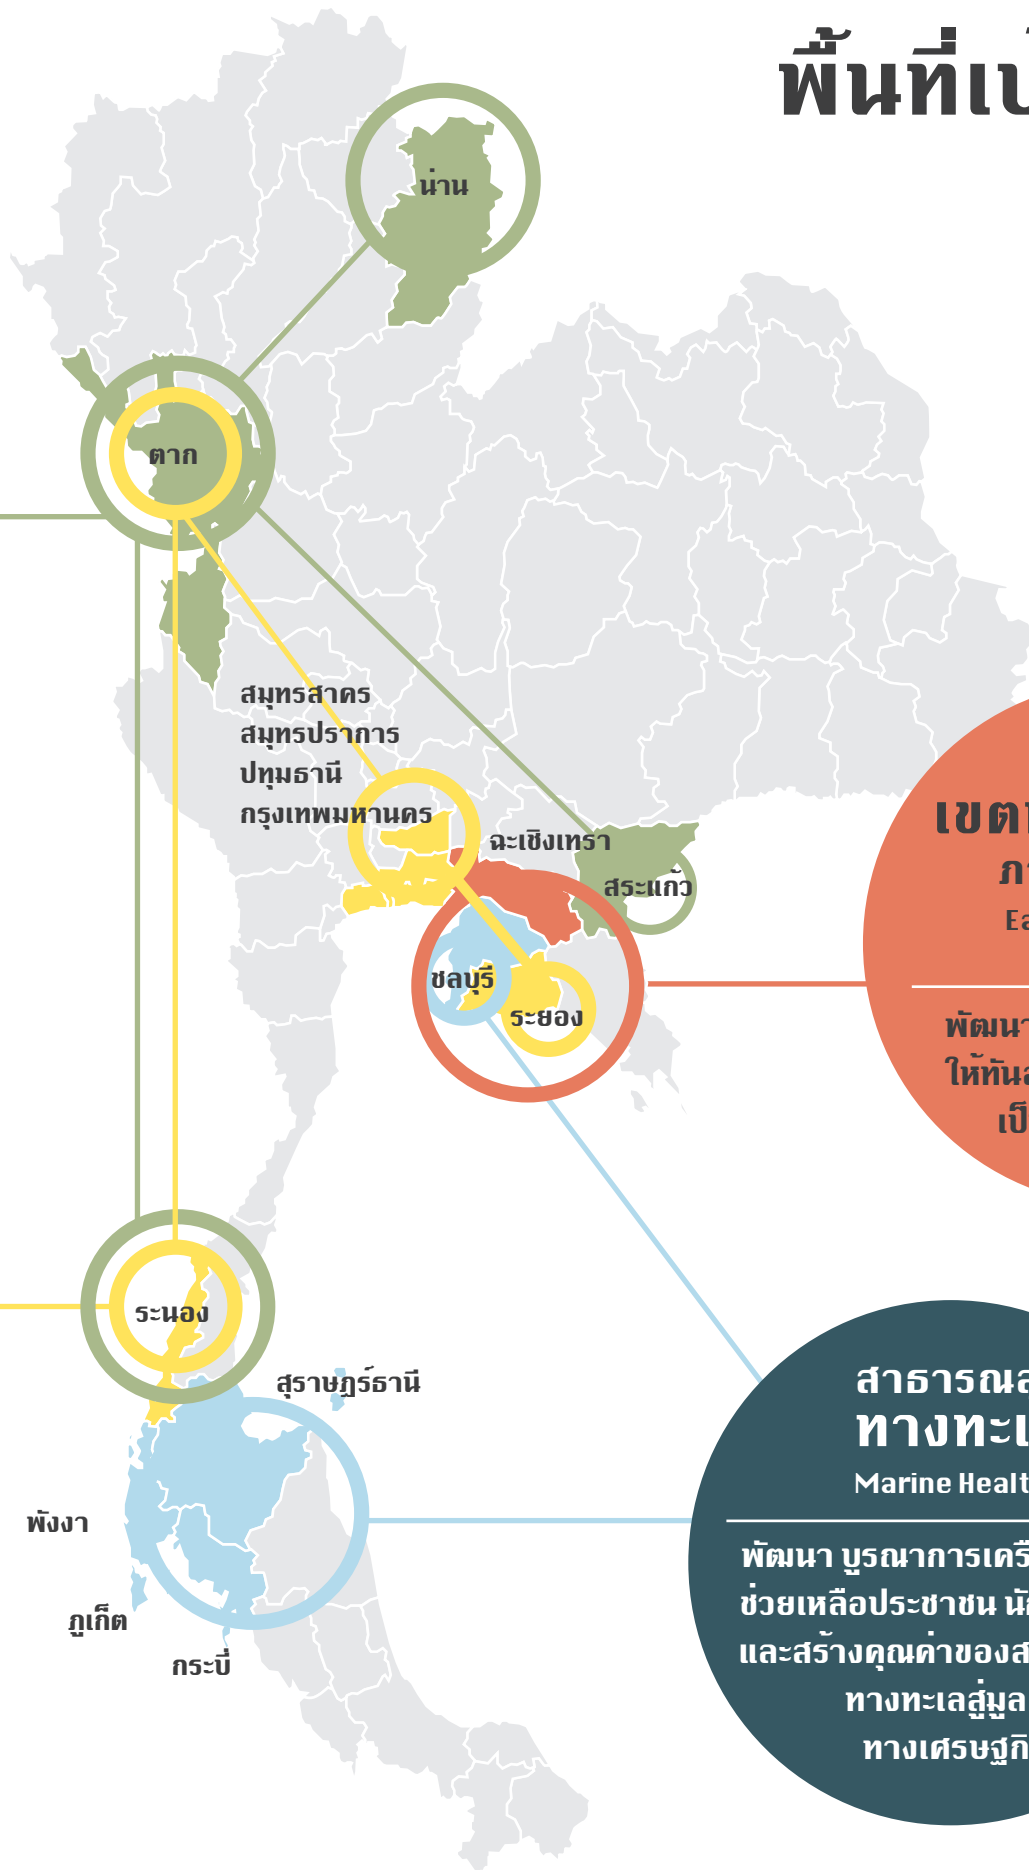 น่าน
ตาก
สมุทรสาคร
สมุทรปราการ
ปทุมธานี
กรุงเทพมหานคร
ฉะเชิงเทรา
สระแก้ว
ชลบุรี
ระยอง
ภา
Ea
พัฒนา
ให้ทัน
เป็
ระนอง
สุราษฎร์ธานี
พังงา
ภูเก็ต
กระบี่
สาธารณส
ทางทะเ
Marine Healt
พัฒนา บูรณาการเครื
ช่วยเหลือประชาชน นั
และสร้างคุณค่าของส
ทางทะเลสู่มูล
ทางเศรษฐกิ
พื้นที่เป
เขต